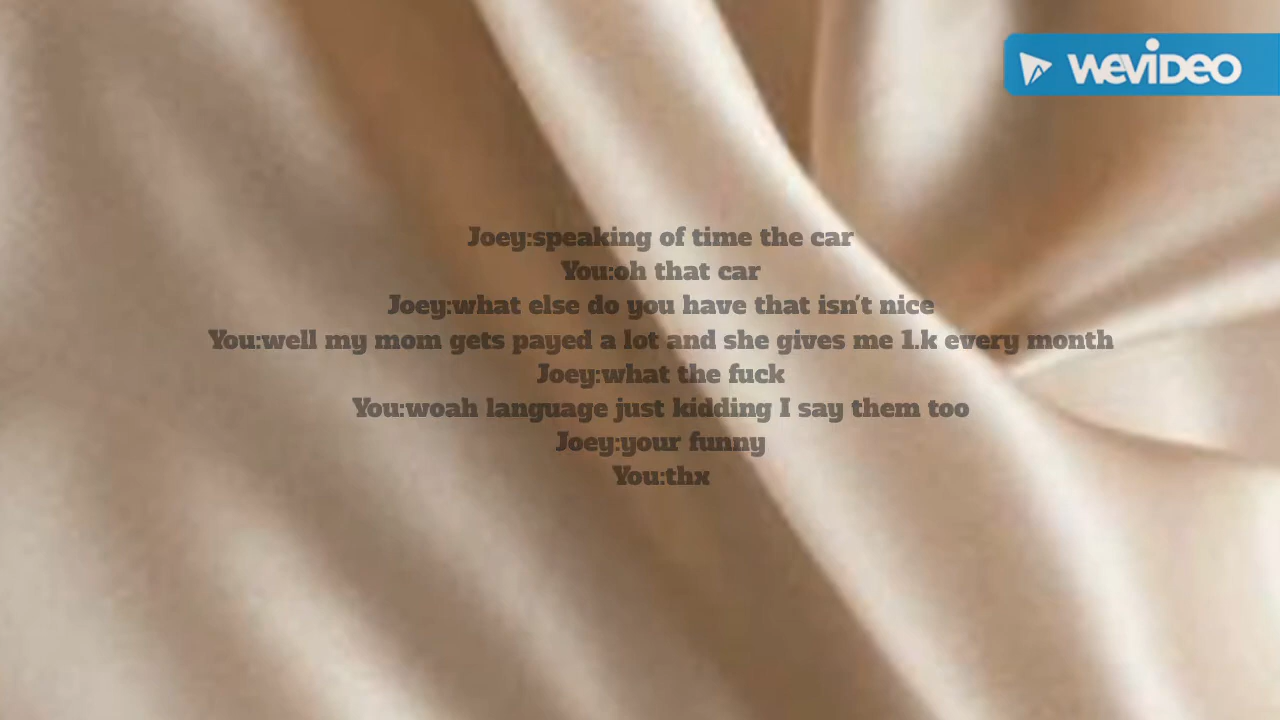 WEVIDEO
Joey:speaking of time the car
You:oh that car
Joey:what else do you have that isn't nice
You:well my mom gets payed a lot and she gives me 1.k every month
Joey:what the fuck
You:woah language just kidding I say them too
Joey:your funny
You:thx